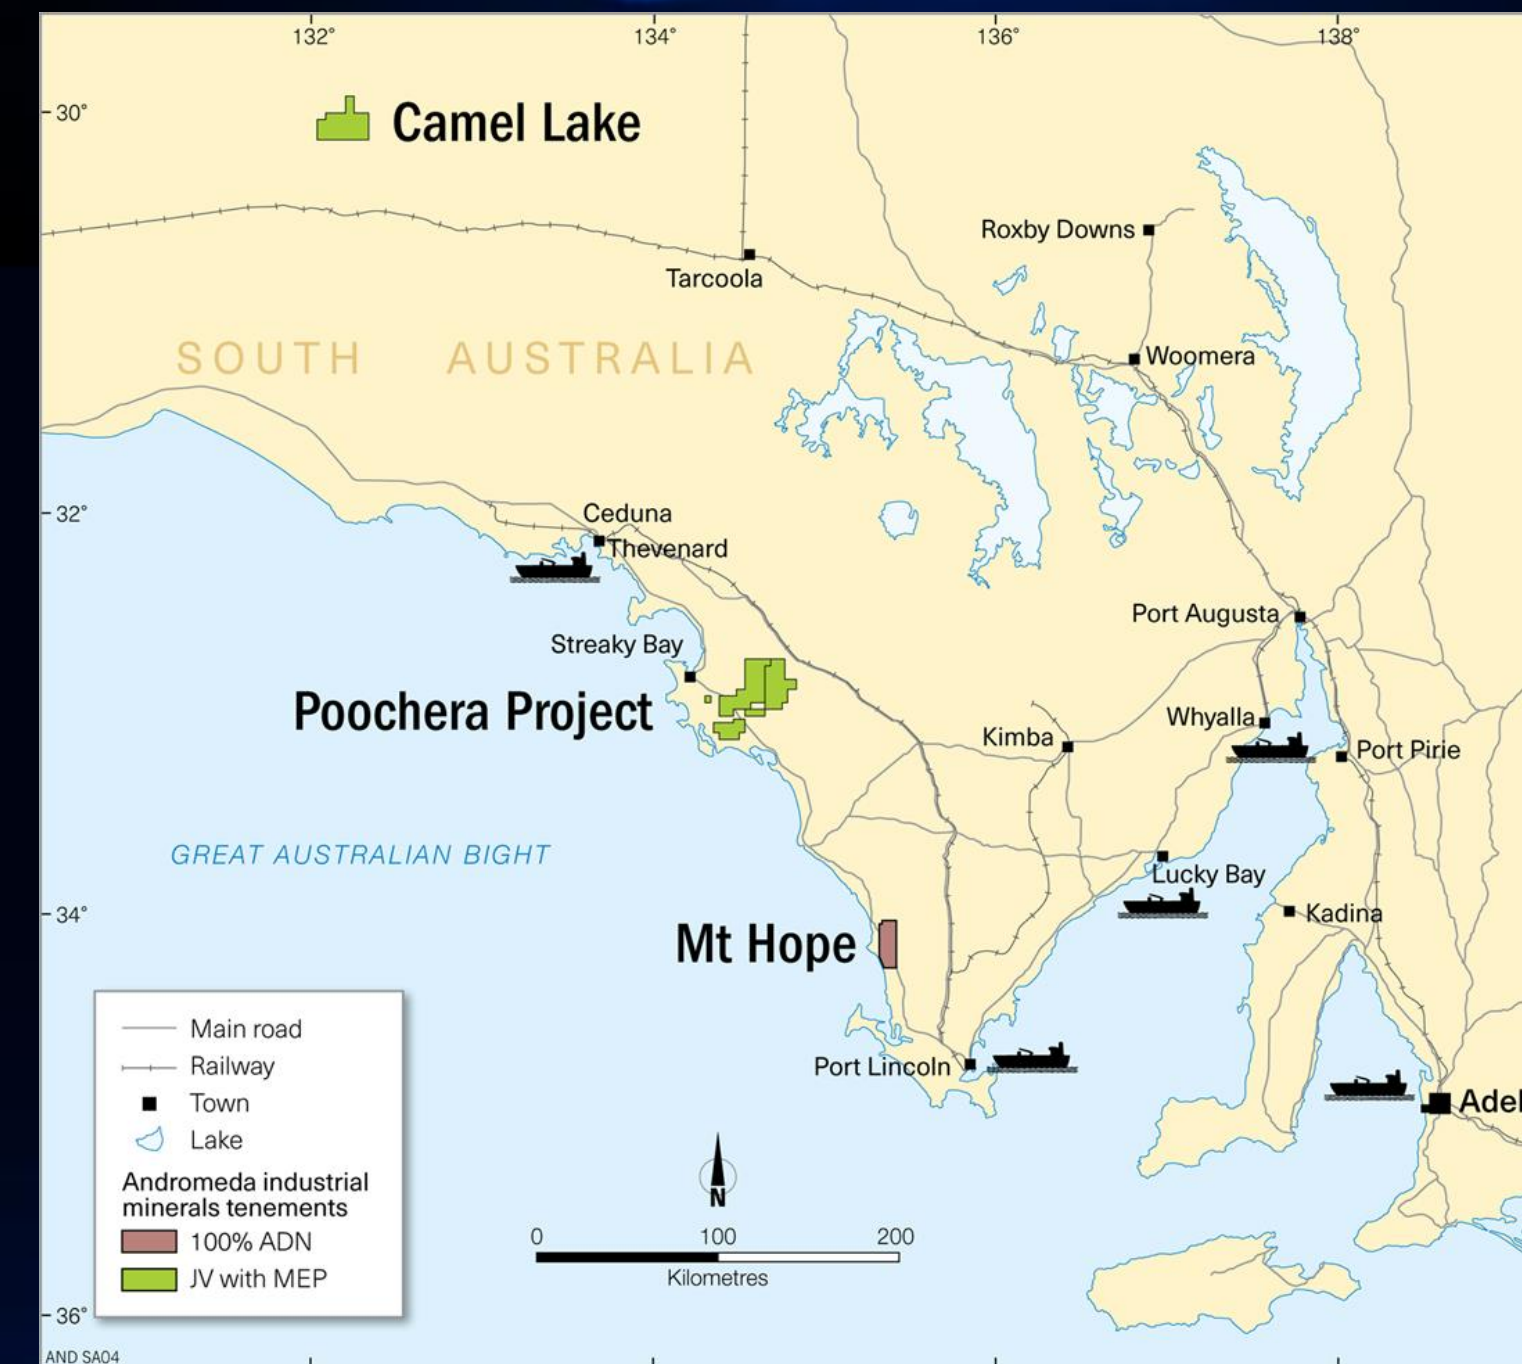 132°
134°
136°
138°
30°
Camel Lake
Roxby Downs
Tarcoola
SOUTH AUSTRALIA
Woomera
32°
Ceduna
Thevenard
Port Augusta
Streaky Bay
Poochera Project
Whyalla
Kimba
Port Pirie
GREAT AUSTRALIAN BIGHT
Lucky Bay
34°
Kadina
Mt Hope
Main road
Railway
Town
Lake
Andromeda industrial
minerals tenements
100% ADN
JV with MEP
Port Lincoln
Adel
N
0 100 200
Kilometres
36°
AND SA04